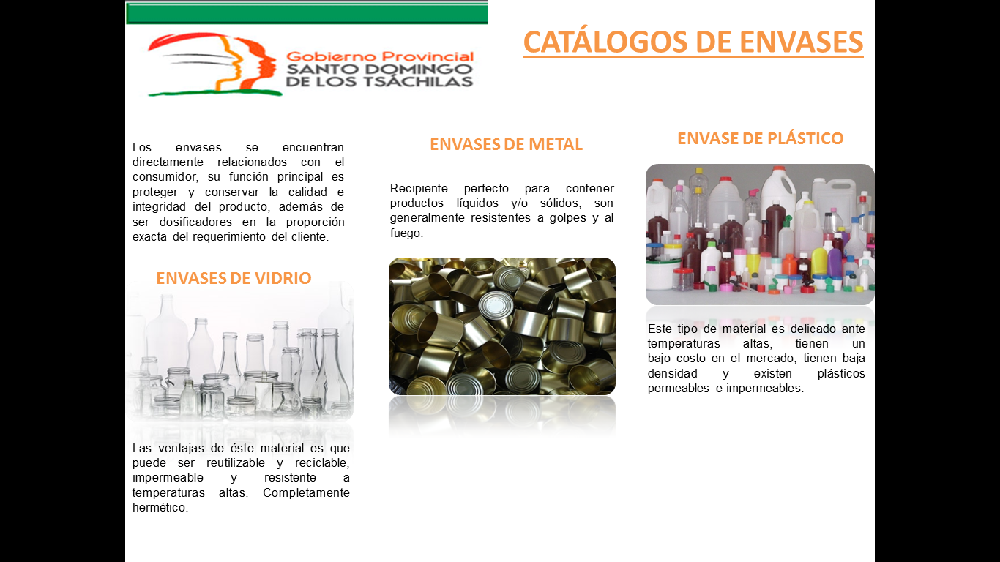 CATÁLOGOS DE ENVASES
Gobierno Provincial
SANTO DOMINGO
DE LOS TSÁCHILAS
Los envases se encuentran
directamente relacionados con el
consumidor, su función principal es
proteger y conservar la calidad e
integridad del producto, además de
ser dosificadores en la proporción
exacta del requerimiento del cliente.
ENVASES DE VIDRIO
Las ventajas de éste material es que
puede ser reutilizable y reciclable,
impermeable y resistente a
temperaturas altas. Completamente
hermético.
ENVASES DE METAL
Recipiente perfecto para contener
productos líquidos y/o sólidos, son
generalmente resistentes a golpes y al
fuego.
ENVASE DE PLÁSTICO
Este tipo de material es delicado ante
temperaturas altas, tienen un
bajo costo en el mercado, tienen baja
densidad y existen plásticos
permeables e impermeables.